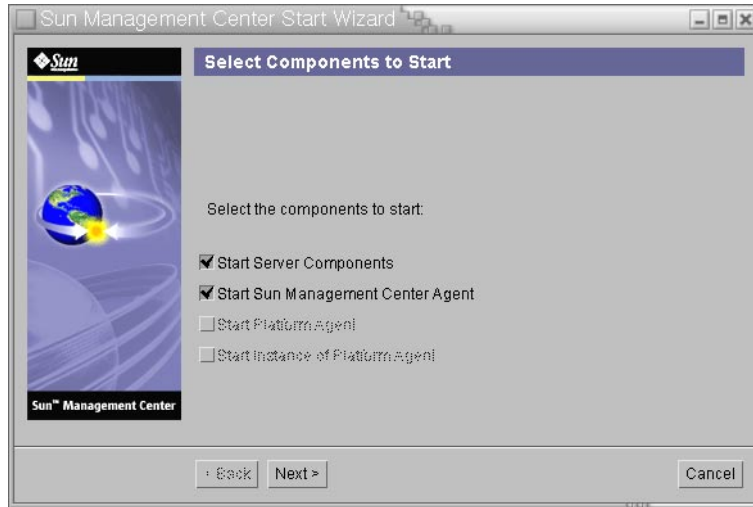 Sun Management Center Start Wizard
Sun
Select Components to Start
Select the components to start:
Start Server Components
Start Sun Management Center Agent
Start Platform Agent
Start Instance of Platform Agent
Sun™ Management Center
< Back
Next >
Cancel